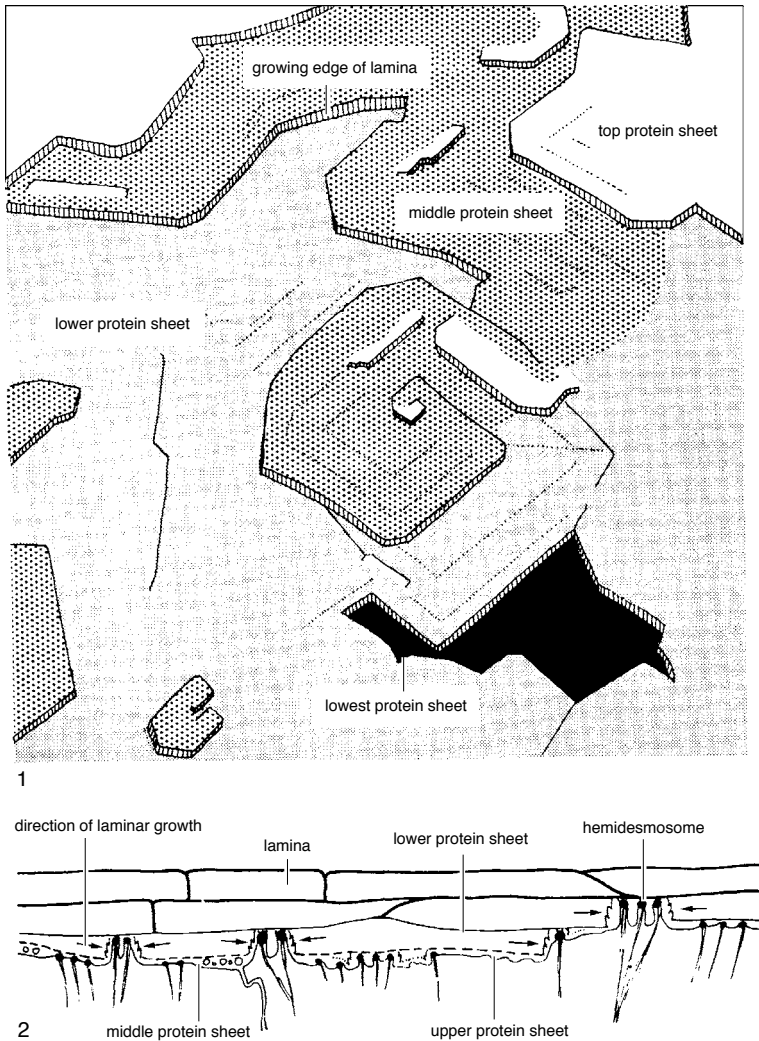 growing edge of lamina
top protein sheet
middle protein sheet
lower protein sheet
lowest protein sheet
1
direction of laminar growth
lamina
lower protein sheet
hemidesmosome
2
middle protein sheet
upper protein sheet